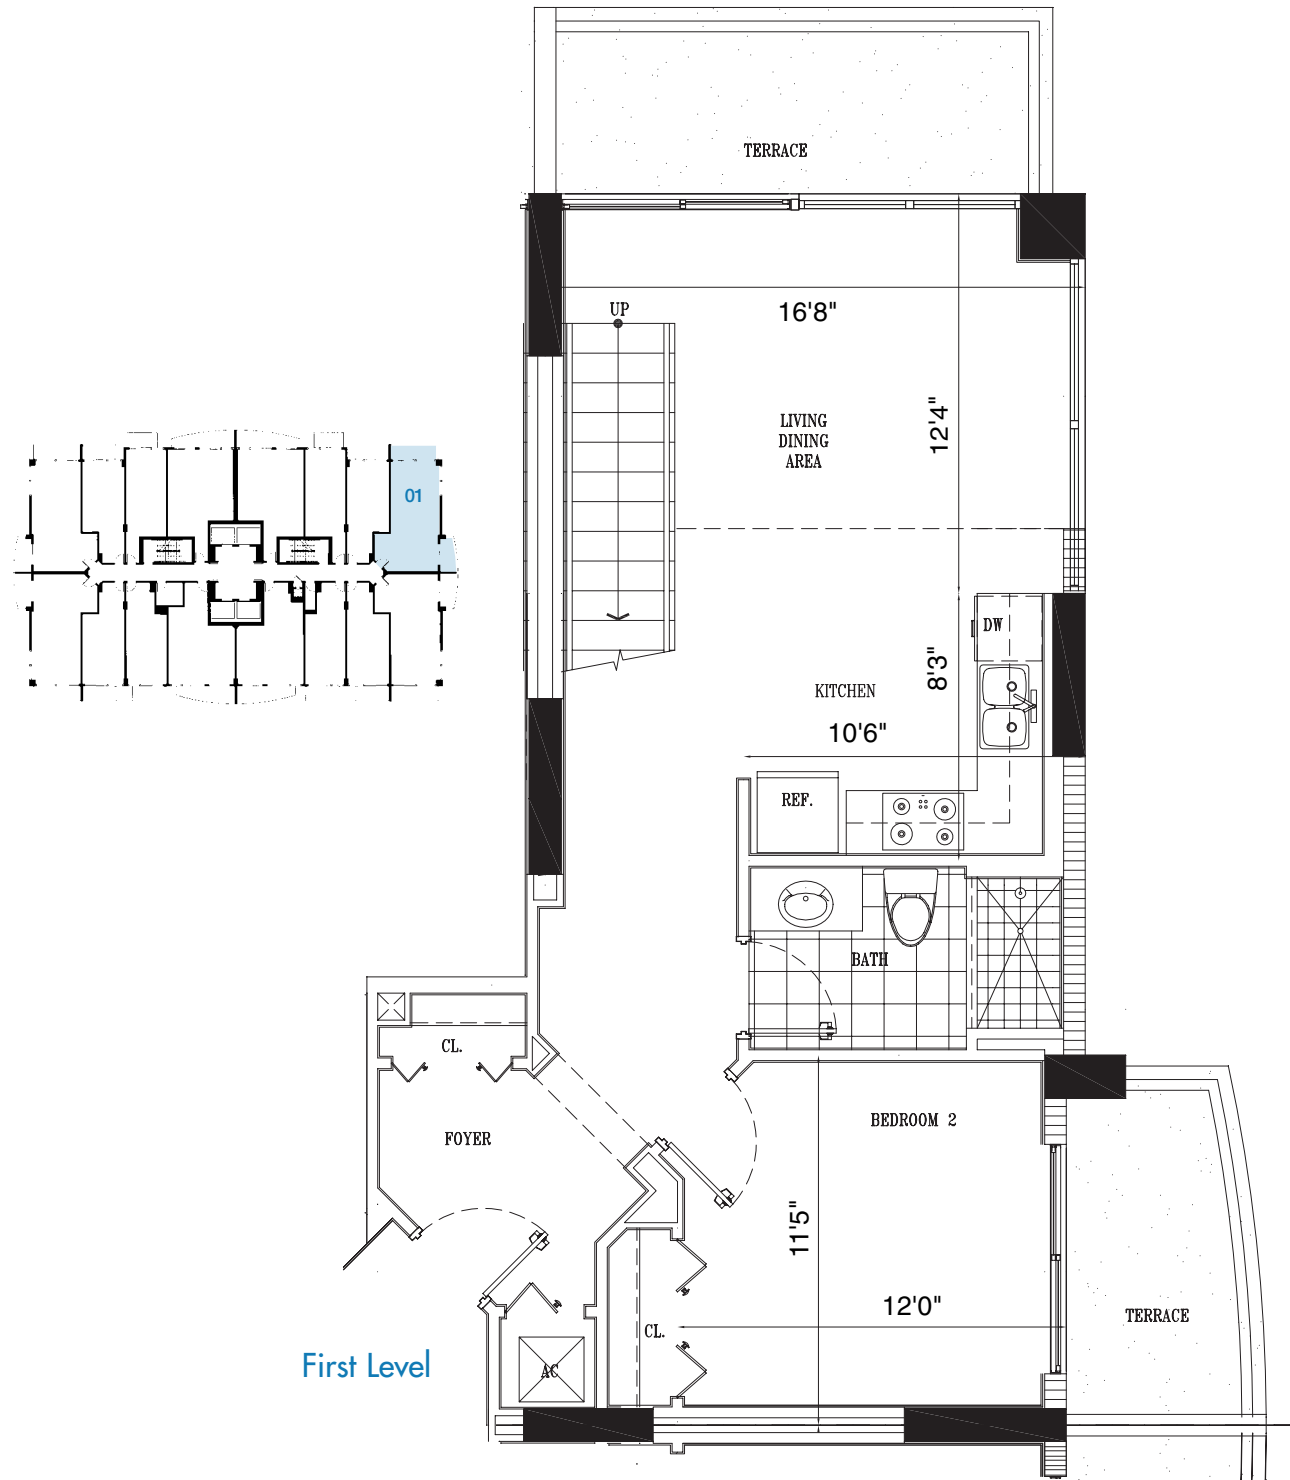 TERRACE
UP
16'8"
LIVING
DINING
AREA
12'4"
01
DW
8'3"
KITCHEN
10'6"
REF.
BATH
CL.
FOYER
BEDROOM 2
11'5"
12'0"
CL.
TERRACE
First Level
AC